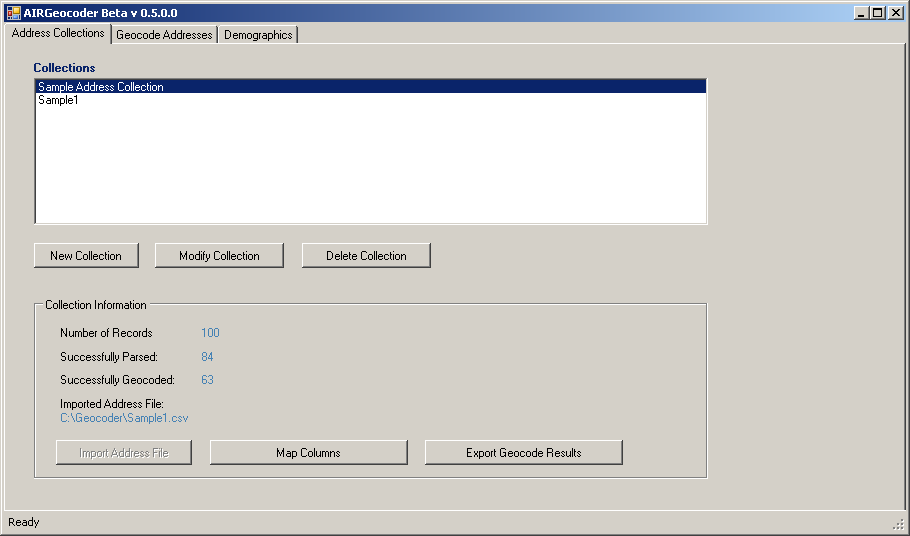 AIRGeocoder Beta v 0.5.0.0
Address Collections Geocode Addresses Demographics
Collections
Sample Address Collection
Sample1
New Collection Modify Collection Delete Collection
Collection Information
Number of Records 100
Successfully Parsed: 84
Successfully Geocoded: 63
Imported Address File:
C:\Geocoder\Sample1.csv
Import Address File Map Columns Export Geocode Results
Ready